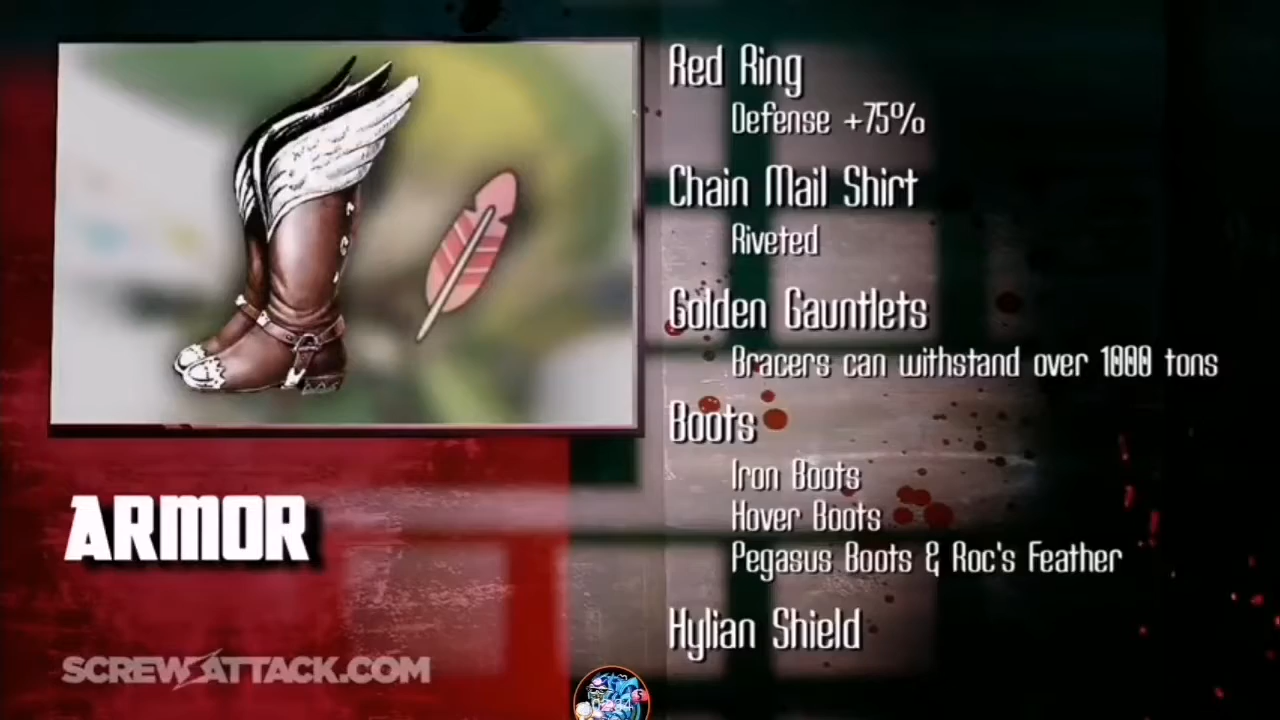 Red Ring
Defense +75%
Chain Mail Shirt
Riveted
Golden Gauntlets
Bracers can withstand over 1000 tons
Boots
Iron Boots
Hover Boots
Pegasus Boots & Roc's Feather
Hylian Shield
ARMOR
SCREWATTACK.COM